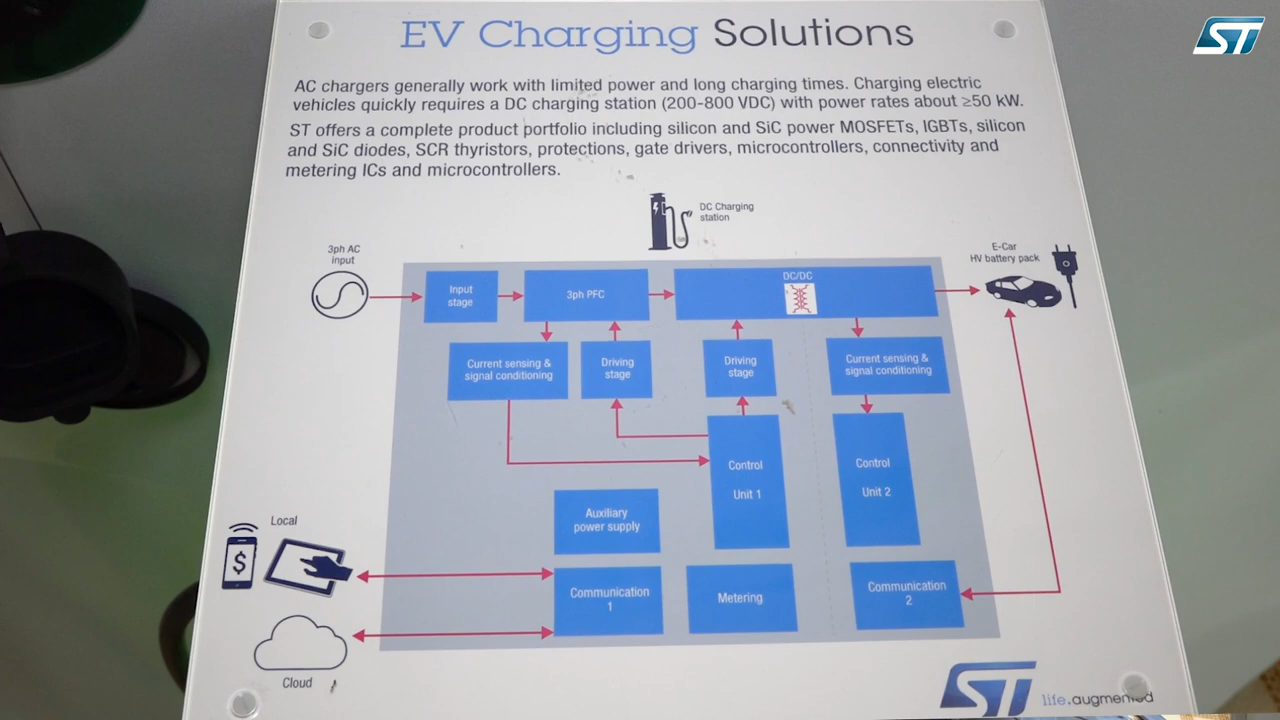 EV Charging Solutions
ST
AC chargers generally work with limited power and long charging times. Charging electric
vehicles quickly requires a DC charging station (200-800 VDC) with power rates about ≥50 kW.
ST offers a complete product portfolio including silicon and SiC power MOSFETs, IGBTs, silicon
and SiC diodes, SCR thyristors, protections, gate drivers, microcontrollers, connectivity and
metering ICs and microcontrollers.
DC Charging
station
3ph AC
input
E-Car
HV battery pack
Input
stage
3ph PFC
DC/DC
Current sensing &
signal conditioning
Driving
stage
Driving
stage
Current sensing &
signal conditioning
Control
Unit 1
Control
Unit 2
Auxiliary
power supply
Local
$
Communication
1
Metering
Communication
2
Cloud
ST
life.augmented